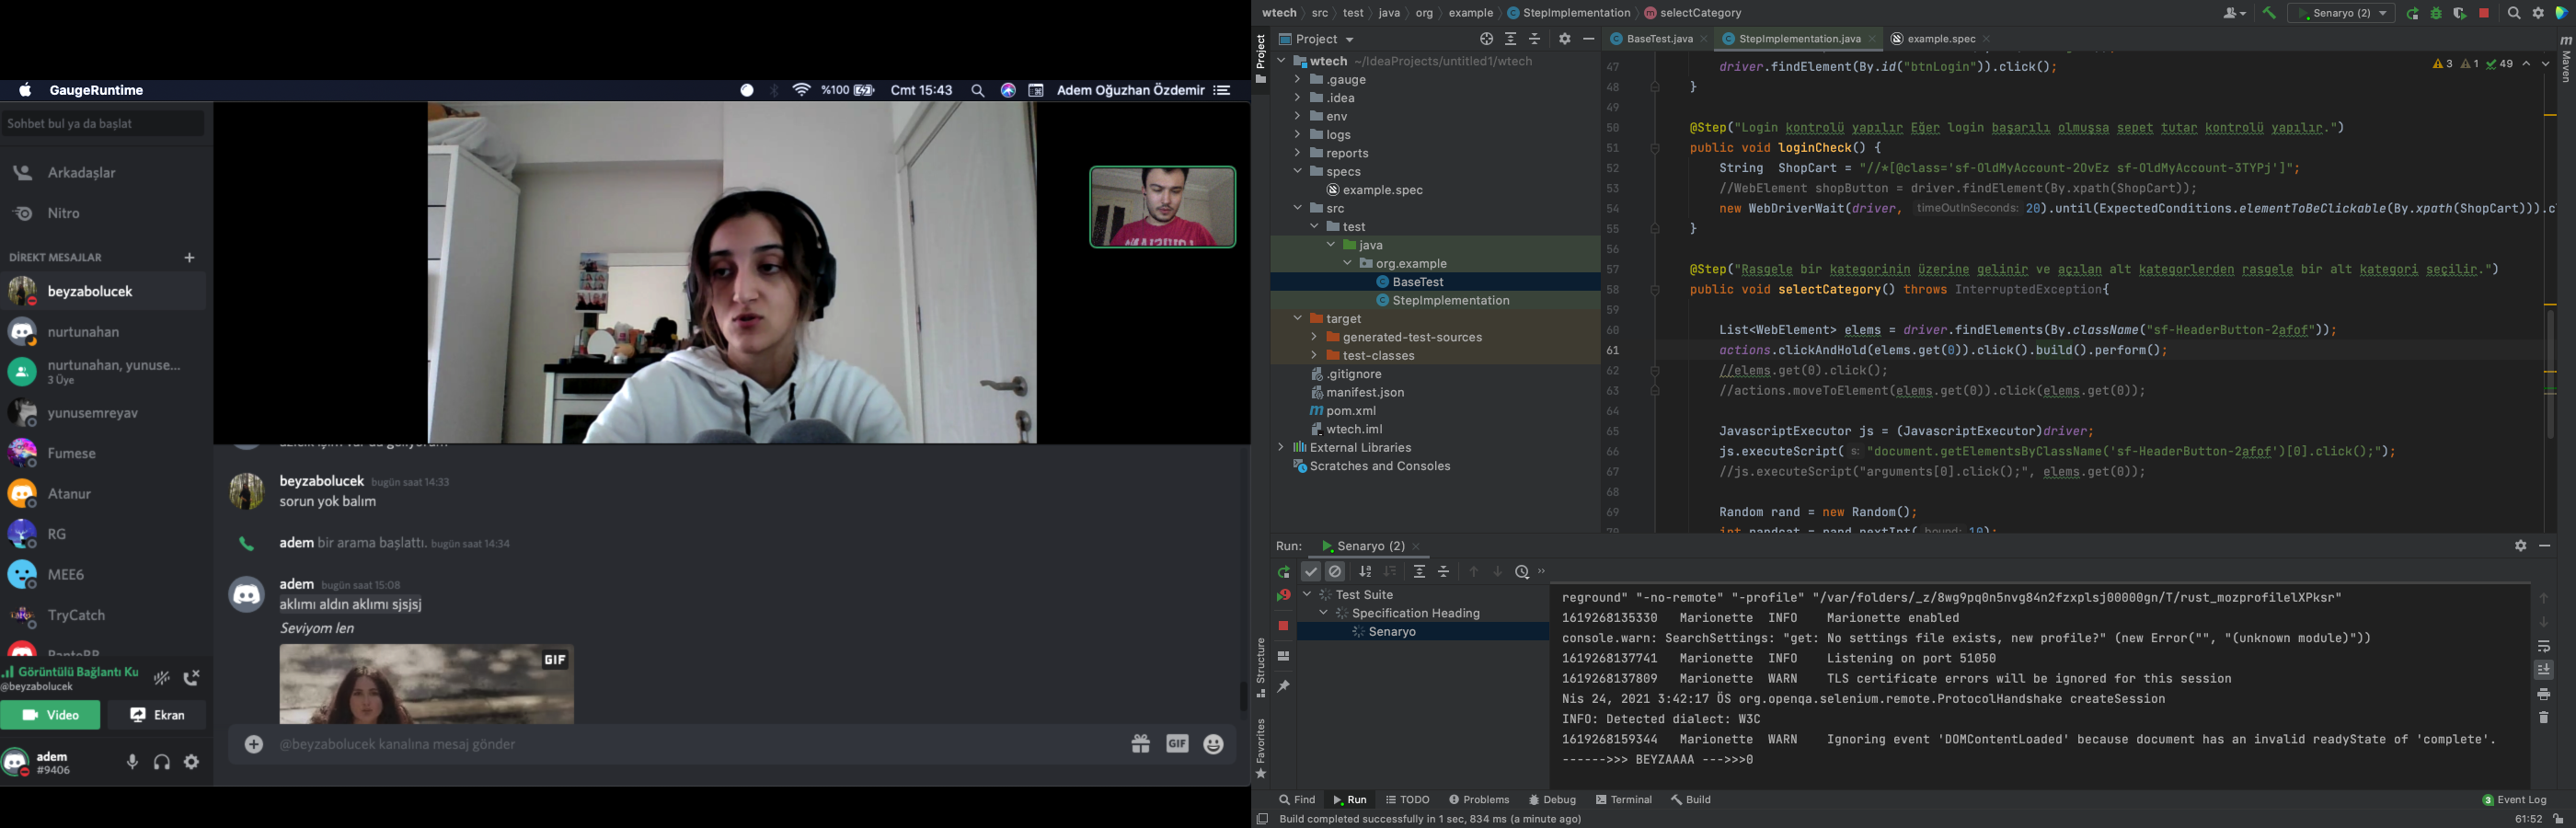 GaugeRuntime
%100
Cmt 15:43
Adem Oğuzhan Özdemir
Sohbet bul ya da başlat
Arkadaşlar
Nitro
DİREKT MESAJLAR +
beyzabolucek
nurtunahan
nurtunahan, yunuse...
3 Üye
yunusemreyav
Fumese
Atanur
RG
MEE6
TryCatch
Görüntülü Bağlantı Ku
@beyzabolucek
Video
Ekran
adem
#9406
beyzabolucek bugün saat 14:33
sorun yok balım
adem bir arama başlattı. bugün saat 14:34
adem bugün saat 15:08
aklımı aldın aklımı sjsjsj
Seviyom len
GIF
@beyzabolucek kanalına mesaj gönder
GIF
wtech src test java org example StepImplementation selectCategory
Senaryo (2)
Project
Project
BaseTest.java
StepImplementation.java
example.spec
Maven
wtech ~/IdeaProjects/untitled1/wtech
.gauge
.idea
env
logs
reports
specs
example.spec
src
test
java
org.example
BaseTest
StepImplementation
target
generated-test-sources
test-classes
.gitignore
manifest.json
pom.xml
wtech.iml
External Libraries
Scratches and Consoles
3 1 49
47 driver.findElement(By.id("btnLogin")).click();
48 }
49
50 @Step("Login kontrolü yapılır Eğer login başarılı olmuşsa sepet tutar kontrolü yapılır.")
51 public void loginCheck() {
52 String ShopCart = "//*[@class='sf-OldMyAccount-2OvEz sf-OldMyAccount-3TYPj']";
53 //WebElement shopButton = driver.findElement(By.xpath(ShopCart));
54 new WebDriverWait(driver, timeOutInSeconds: 20).until(ExpectedConditions.elementToBeClickable(By.xpath(ShopCart))).c
55 }
56
57 @Step("Rasgele bir kategorinin üzerine gelinir ve açılan alt kategorlerden rasgele bir alt kategori seçilir.")
58 public void selectCategory() throws InterruptedException{
59
60 List<WebElement> elems = driver.findElements(By.className("sf-HeaderButton-2afof"));
61 actions.clickAndHold(elems.get(0)).click().build().perform();
62 //elems.get(0).click();
63 //actions.moveToElement(elems.get(0)).click(elems.get(0));
64
65 JavascriptExecutor js = (JavascriptExecutor)driver;
66 js.executeScript( s: "document.getElementsByClassName('sf-HeaderButton-2afof')[0].click();");
67 //js.executeScript("arguments[0].click();", elems.get(0));
68
69 Random rand = new Random();
Run: Senaryo (2)
Test Suite
Specification Heading
Senaryo
Structure
Favorites
reground" "-no-remote" "-profile" "/var/folders/_z/8wg9pq0n5nvg84n2fzxplsj00000gn/T/rust_mozprofilelXPksr"
1619268135330 Marionette INFO Marionette enabled
console.warn: SearchSettings: "get: No settings file exists, new profile?" (new Error("", "(unknown module)"))
1619268137741 Marionette INFO Listening on port 51050
1619268137809 Marionette WARN TLS certificate errors will be ignored for this session
Nis 24, 2021 3:42:17 ÖS org.openqa.selenium.remote.ProtocolHandshake createSession
INFO: Detected dialect: W3C
1619268159344 Marionette WARN Ignoring event 'DOMContentLoaded' because document has an invalid readyState of 'complete'.
------>>> BEYZAAAA --->>>0
Find Run TODO Problems Debug Terminal Build
3 Event Log
Build completed successfully in 1 sec, 834 ms (a minute ago)
61:52